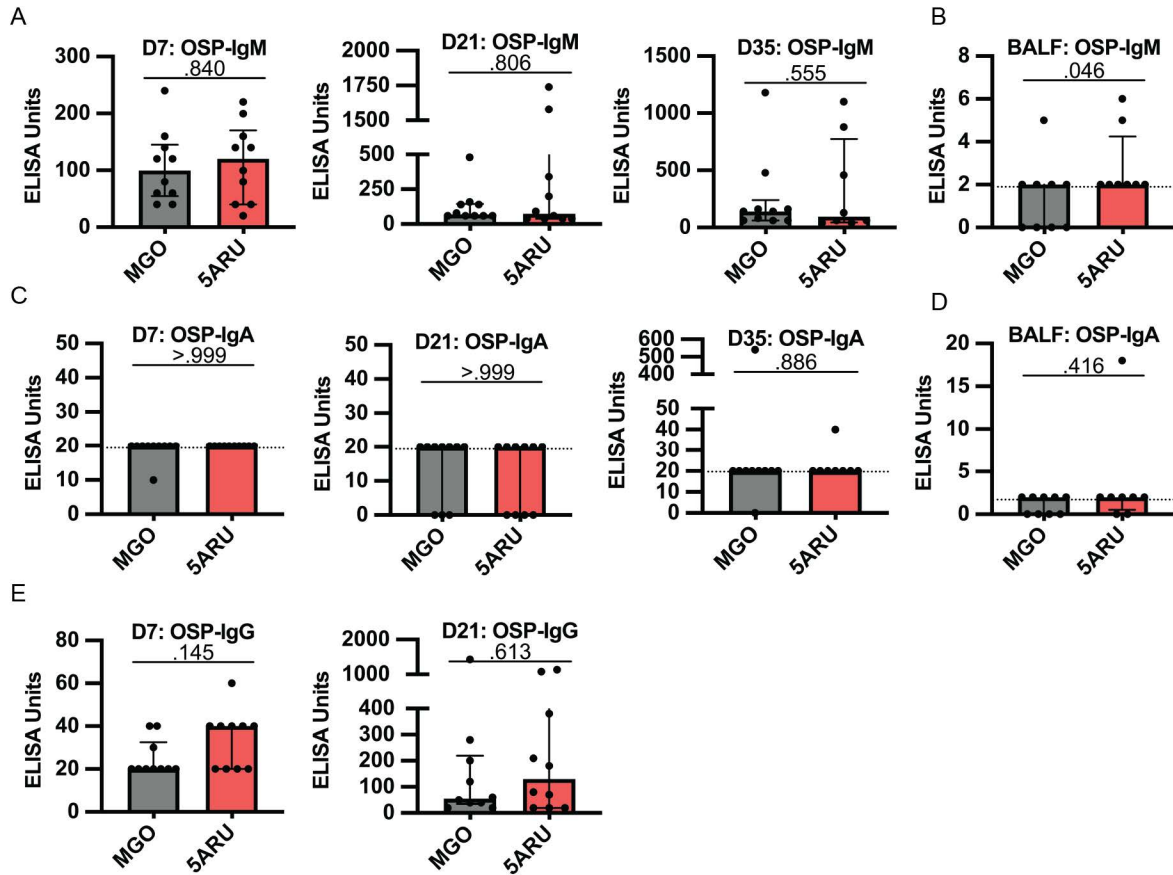 A
B
D7: OSP-IgM
D21: OSP-IgM
D35: OSP-IgM
BALF: OSP-IgM
.840
.806
.555
.046
ELISA Units
300
200
100
0
MGO
5ARU
ELISA Units
2000
1750
1500
500
250
0
MGO
5ARU
ELISA Units
1500
1000
500
0
MGO
5ARU
ELISA Units
8
6
4
2
0
MGO
5ARU
C
D
D7: OSP-IgA
D21: OSP-IgA
D35: OSP-IgA
BALF: OSP-IgA
>.999
>.999
.886
.416
ELISA Units
50
40
30
20
10
0
MGO
5ARU
ELISA Units
50
40
30
20
10
0
MGO
5ARU
ELISA Units
600
500
400
50
40
30
20
10
0
MGO
5ARU
ELISA Units
20
15
10
5
0
MGO
5ARU
E
D7: OSP-IgG
D21: OSP-IgG
.145
.613
ELISA Units
80
60
40
20
0
MGO
5ARU
ELISA Units
2000
1000
400
300
200
100
0
MGO
5ARU